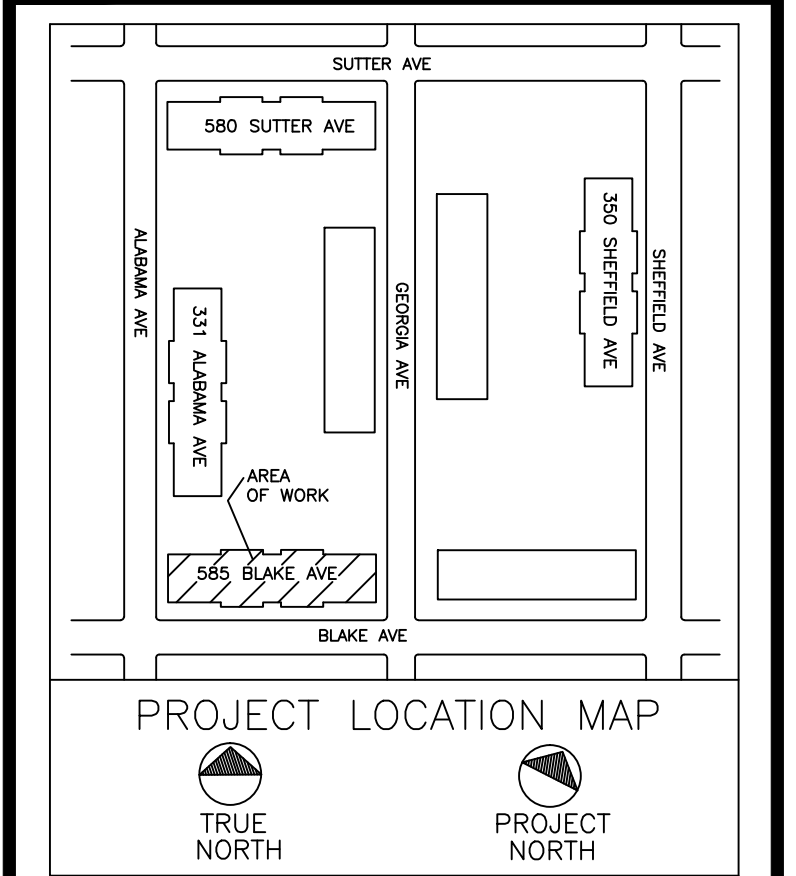 SUTTER AVE
580 SUTTER AVE
ALABAMA AVE
331 ALABAMA AVE
GEORGIA AVE
350 SHEFFIELD AVE
SHEFFIELD AVE
AREA
OF WORK
585 BLAKE AVE
BLAKE AVE
PROJECT LOCATION MAP
TRUE
NORTH
PROJECT
NORTH